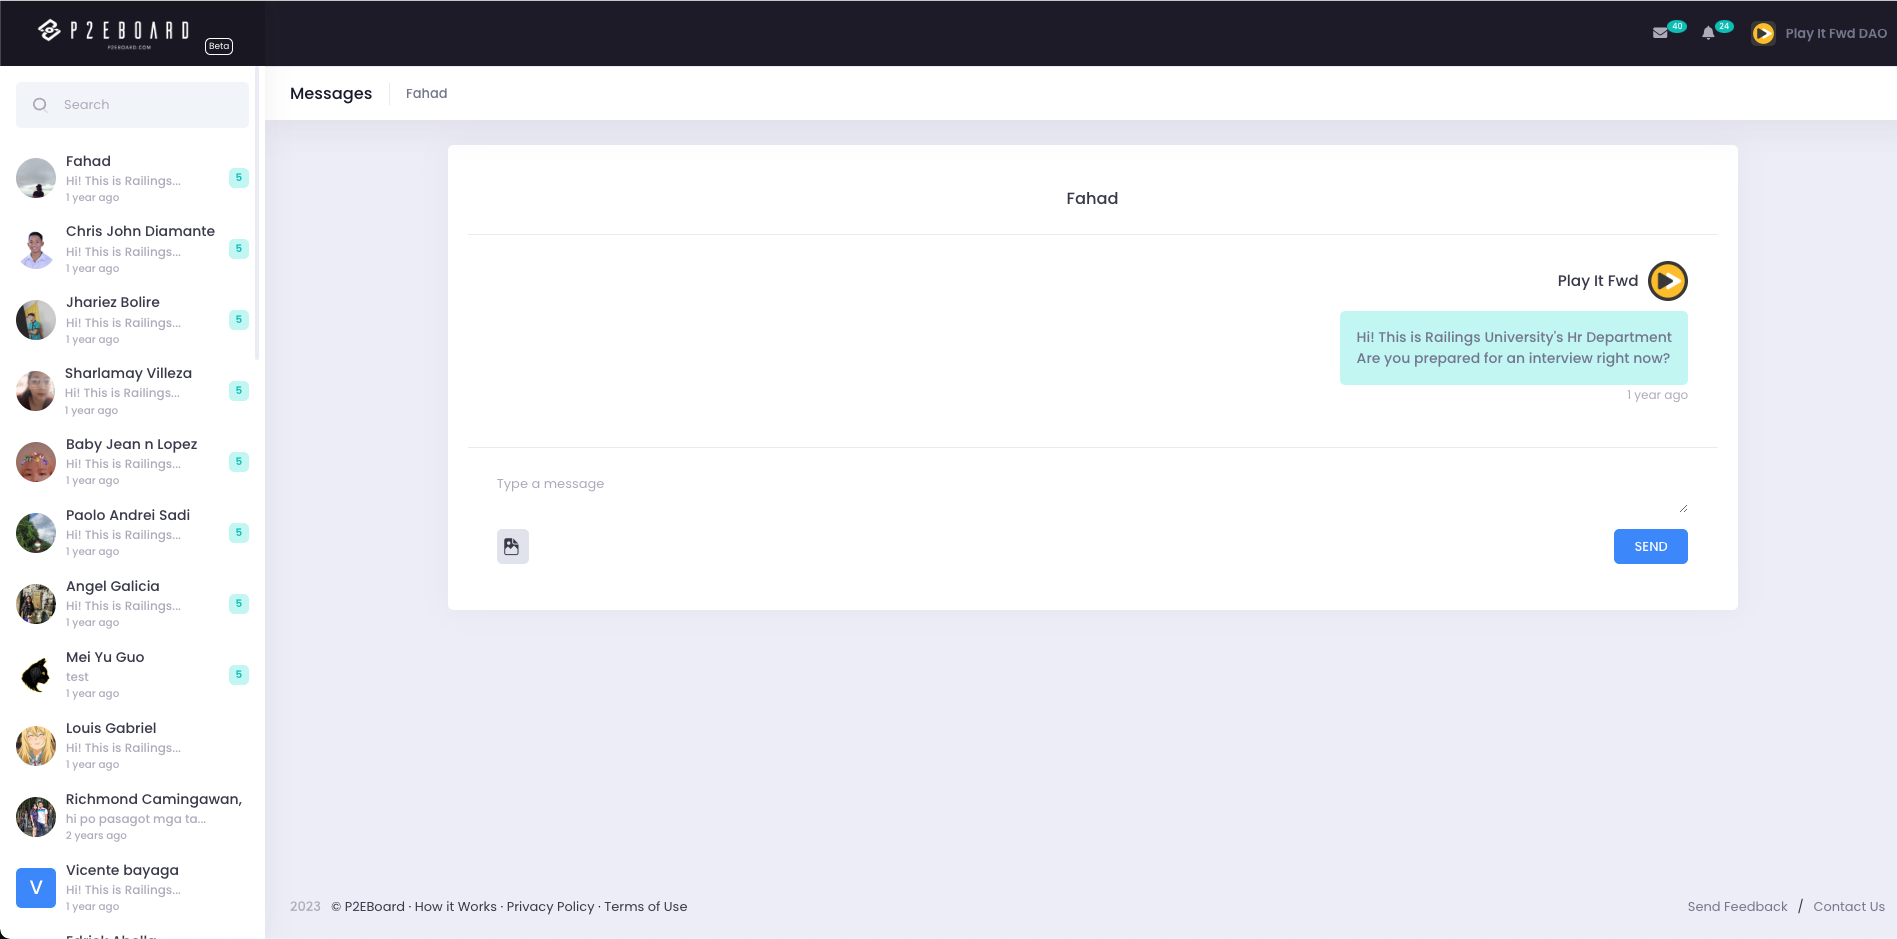 P2EBOARD
P2EBOARD.COM
Beta
40
24
Play It Fwd DAO
Search
Messages
Fahad
Fahad
Hi! This is Railings...
1 year ago
5
Chris John Diamante
Hi! This is Railings...
1 year ago
5
Jhariez Bolire
Hi! This is Railings...
1 year ago
5
Sharlamay Villeza
Hi! This is Railings...
1 year ago
5
Baby Jean n Lopez
Hi! This is Railings...
1 year ago
5
Paolo Andrei Sadi
Hi! This is Railings...
1 year ago
5
Angel Galicia
Hi! This is Railings...
1 year ago
5
Mei Yu Guo
test
1 year ago
5
Louis Gabriel
Hi! This is Railings...
1 year ago
Richmond Camingawan,
hi po pasagot mga ta...
2 years ago
V
Vicente bayaga
Hi! This is Railings...
1 year ago
Fahad
Play It Fwd
Hi! This is Railings University's Hr Department
Are you prepared for an interview right now?
1 year ago
Type a message
SEND
2023 © P2EBoard · How it Works · Privacy Policy · Terms of Use
Send Feedback / Contact Us